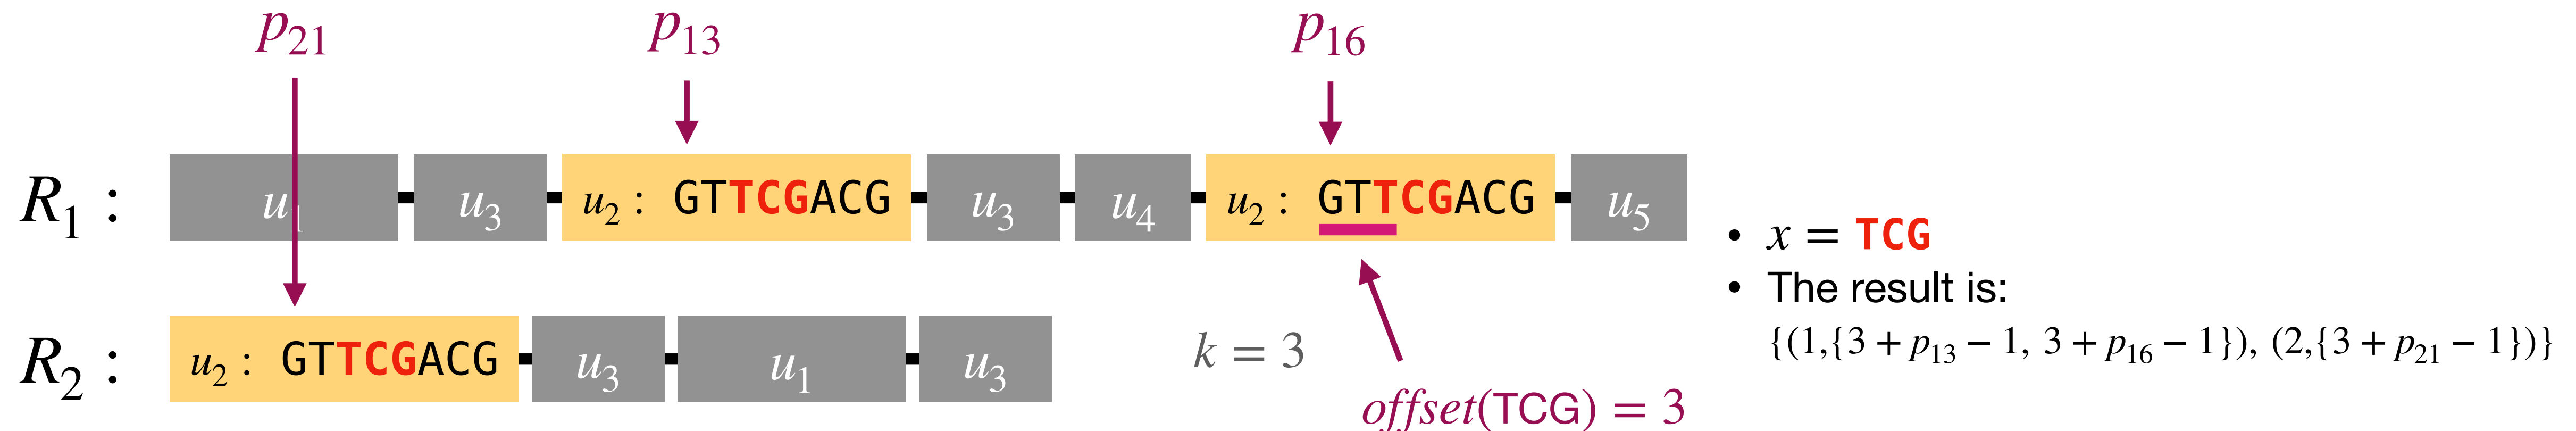 p₂₁ p₁₃ p₁₆
R₁ : u₁ u₃ u₂ : GTTCGACG u₃ u₄ u₂ : GTTCGACG u₅
R₂ : u₂ : GTTCGACG u₃ u₁ u₃
k = 3
offset(TCG) = 3
• x = TCG
• The result is:
{(1,{3 + p₁₃ − 1, 3 + p₁₆ − 1}), (2,{3 + p₂₁ − 1})}